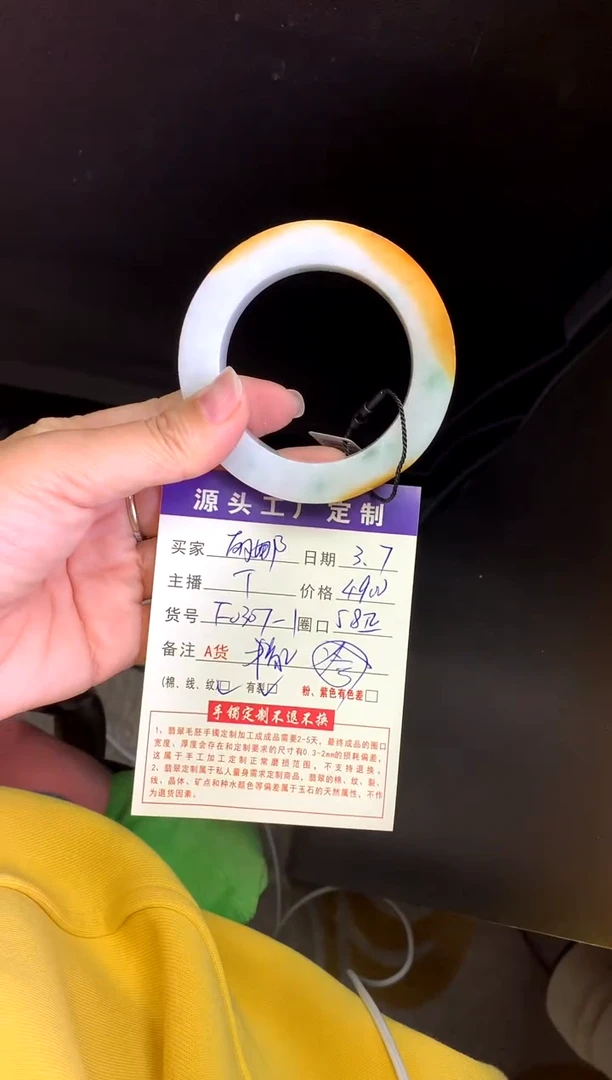 源头工厂定制
买家 日期 3.7
主播 T 价格 4900
货号 F0357-1 圈口 58
备注 A货
(棉、线、纹)□ 有裂□ 粉、紫色有色差□
手镯定制不退不换
1、翡翠毛胚手镯定制加工成成品需要2-5天，最终成品的圈口
宽度、厚度会存在和定制要求的尺寸有0.3-2mm的损耗偏差，
这属于手工加工定制正常磨损范围，不支持退换。
2、翡翠定制属于私人量身需求定制商品，翡翠的棉、纹、裂、
线、晶体、矿点和种水颜色等偏差属于玉石的天然属性，不作
为退货因素。